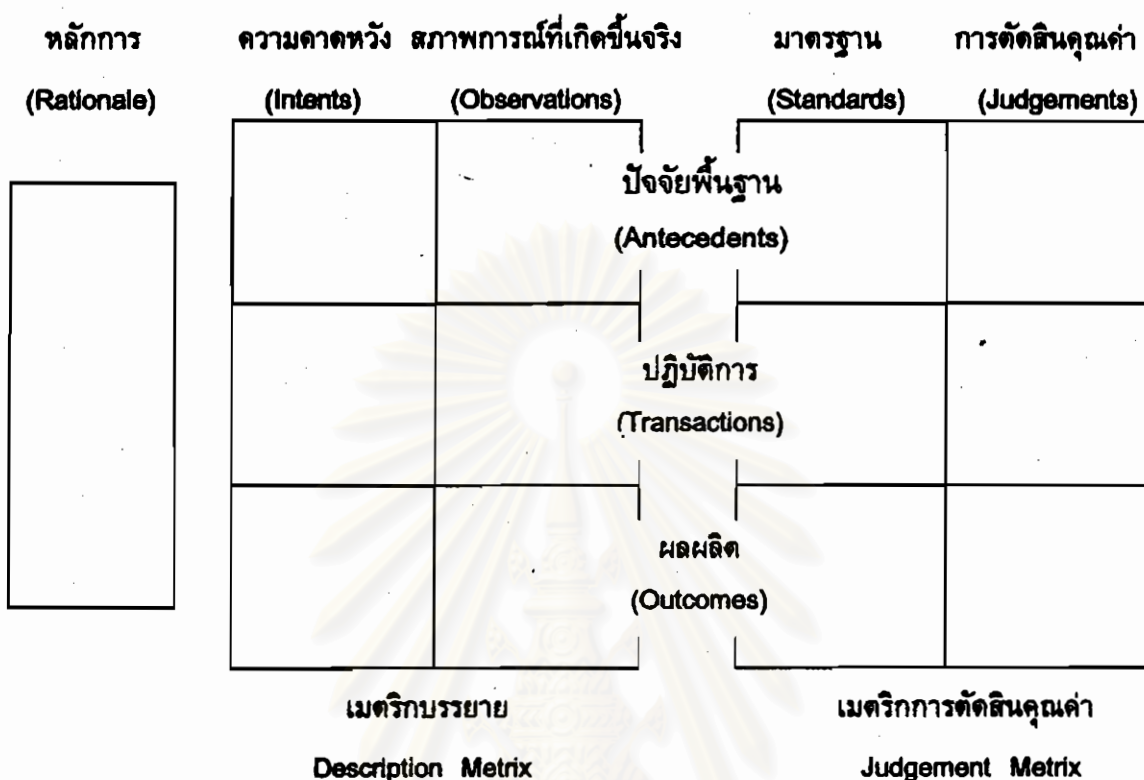 หลักการ ความคาดหวัง สภาพการณ์ที่เกิดขึ้นจริง มาตรฐาน การตัดสินคุณค่า
(Rationale) (Intents) (Observations) (Standards) (Judgements)
ปัจจัยพื้นฐาน
(Antecedents)
ปฏิบัติการ
(Transactions)
ผลผลิต
(Outcomes)
เมตริกบรรยาย เมตริกการตัดสินคุณค่า
Description Metrix Judgement Metrix